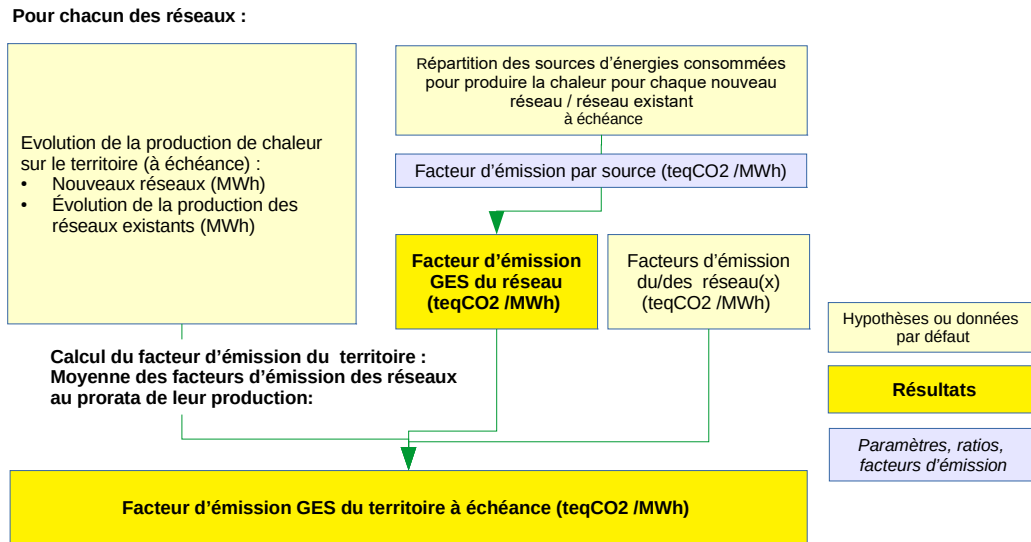 Pour chacun des réseaux :
Evolution de la production de chaleur
sur le territoire (à échéance) :
• Nouveaux réseaux (MWh)
• Évolution de la production des
réseaux existants (MWh)
Répartition des sources d'énergies consommées
pour produire la chaleur pour chaque nouveau
réseau / réseau existant
à échéance
Facteur d'émission par source (teqCO2 /MWh)
Facteur d'émission
GES du réseau
(teqCO2 /MWh)
Facteurs d'émission
du/des réseau(x)
(teqCO2 /MWh)
Hypothèses ou données
par défaut
Résultats
Paramètres, ratios,
facteurs d'émission
Calcul du facteur d'émission du territoire :
Moyenne des facteurs d'émission des réseaux
au prorata de leur production:
Facteur d'émission GES du territoire à échéance (teqCO2 /MWh)